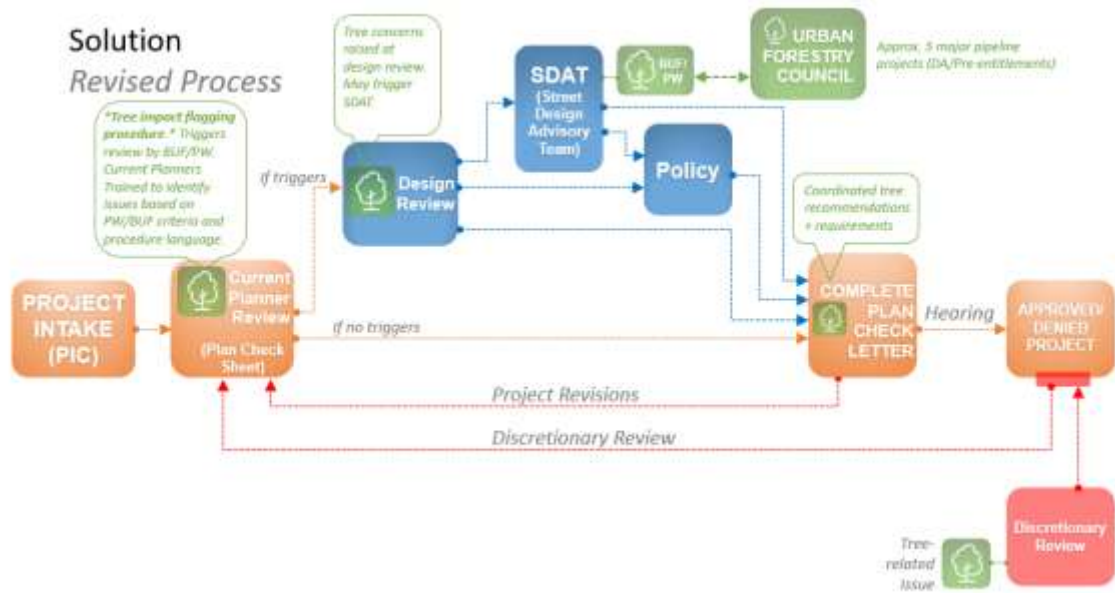 Solution
Revised Process
Tree concerns
raised at
design review.
May trigger
SDAT
SDAT
(Street
Design
Advisory
Team)
BUF/
PW
URBAN
FORESTRY
COUNCIL
Approx. 5 major pipeline
projects (DA/Pre-entitlements)
"Tree impact flagging
procedure." Triggers
review by BUF/PW.
Current Planners
Trained to identify
issues based on
PW/BUF criteria and
procedure language
if triggers
Design
Review
Policy
Coordinated tree
recommendations
+ requirements
PROJECT
INTAKE
(PIC)
Current
Planner
Review
(Plan Check
Sheet)
If no triggers
COMPLETE
PLAN
CHECK
LETTER
Hearing
APPROVED/
DENIED
PROJECT
Project Revisions
Discretionary Review
Discretionary
Review
Tree-
related
Issue